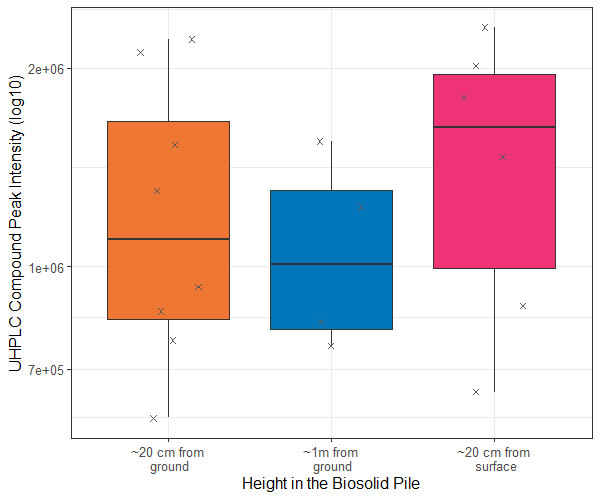 UHPLC Compound Peak Intensity (log10)
2e+06
1e+06
7e+05
~20 cm from
ground
~1m from
ground
~20 cm from
surface
Height in the Biosolid Pile